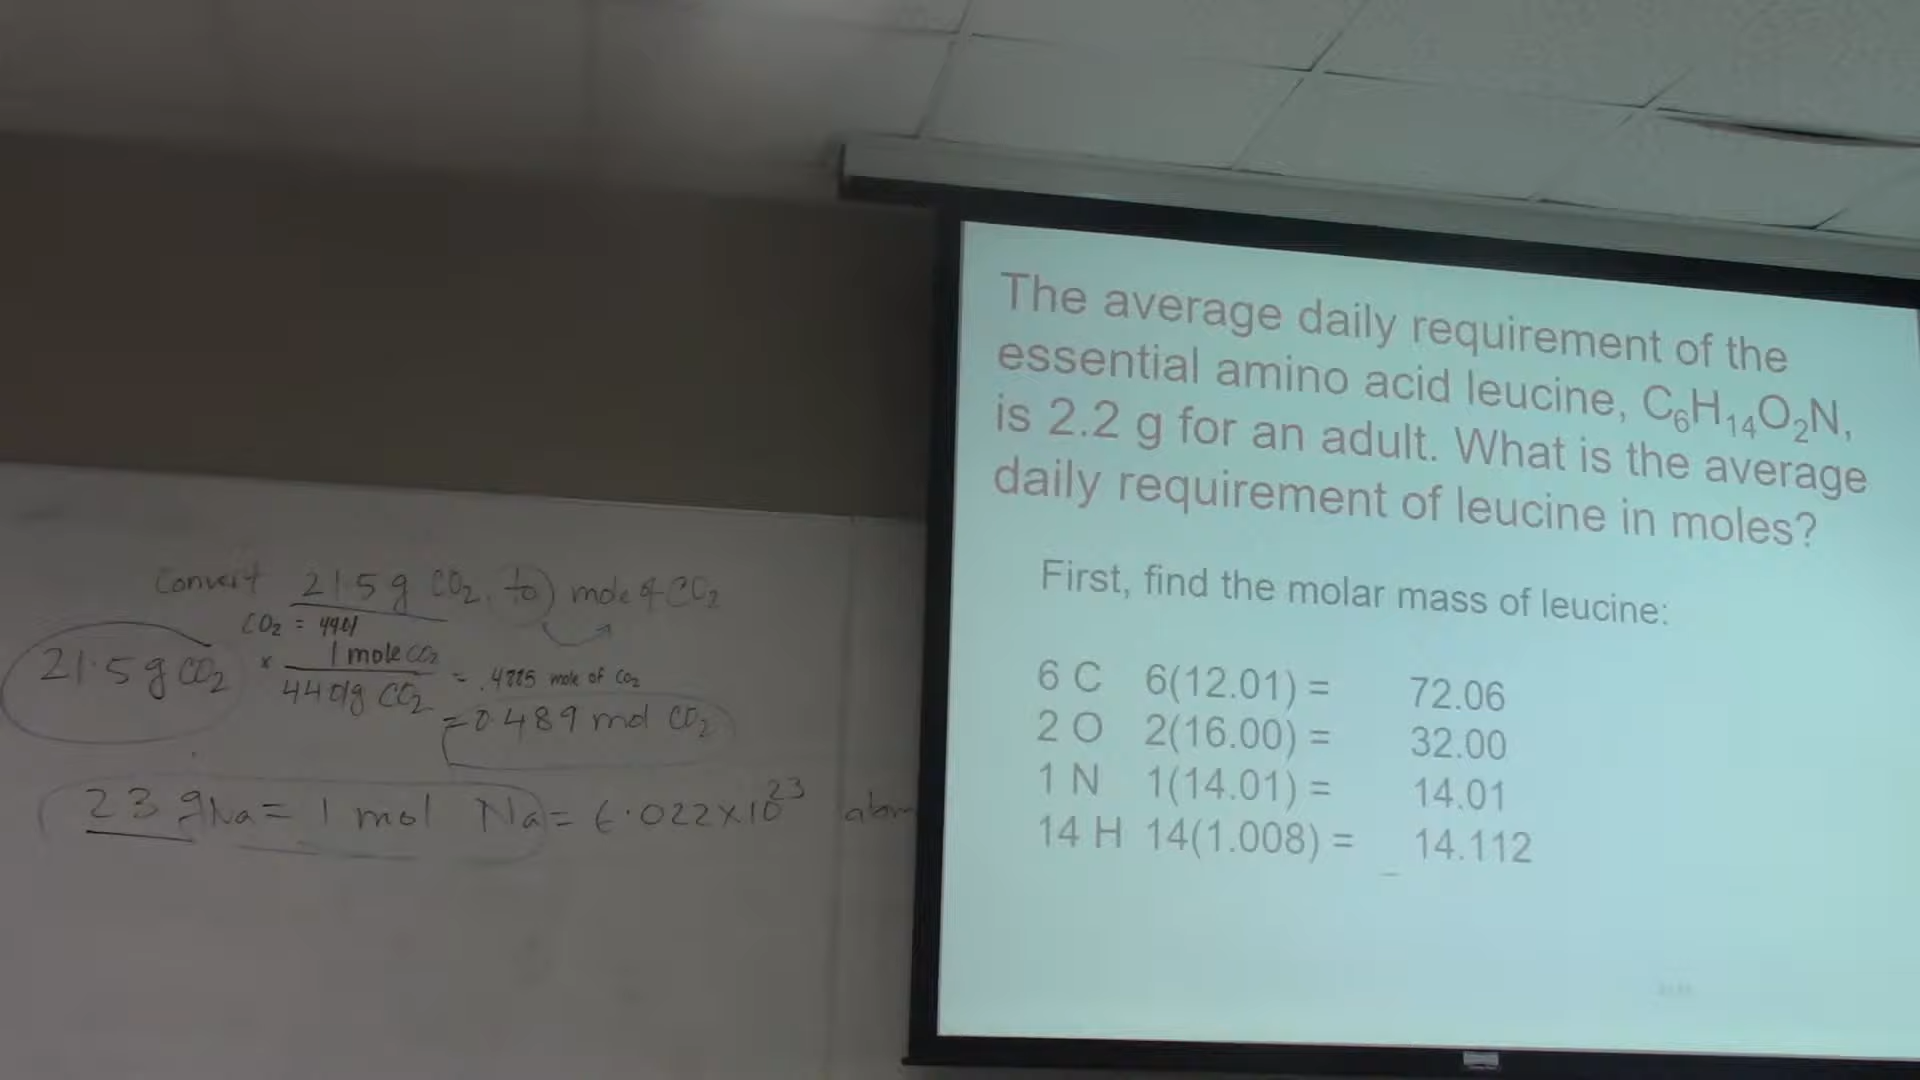 Convert 21.5 g CO₂ to mole of CO₂
CO₂ = 44.01
21.5 g CO₂ × 1 mole CO₂ / 44.01g CO₂ = .4885 mole of CO₂
= 0.489 mol CO₂
23 g Na = 1 mol Na = 6.022×10²³
The average daily requirement of the
essential amino acid leucine, C₆H₁₄O₂N,
is 2.2 g for an adult. What is the average
daily requirement of leucine in moles?
First, find the molar mass of leucine:
6 C 6(12.01) = 72.06
2 O 2(16.00) = 32.00
1 N 1(14.01) = 14.01
14 H 14(1.008) = 14.112